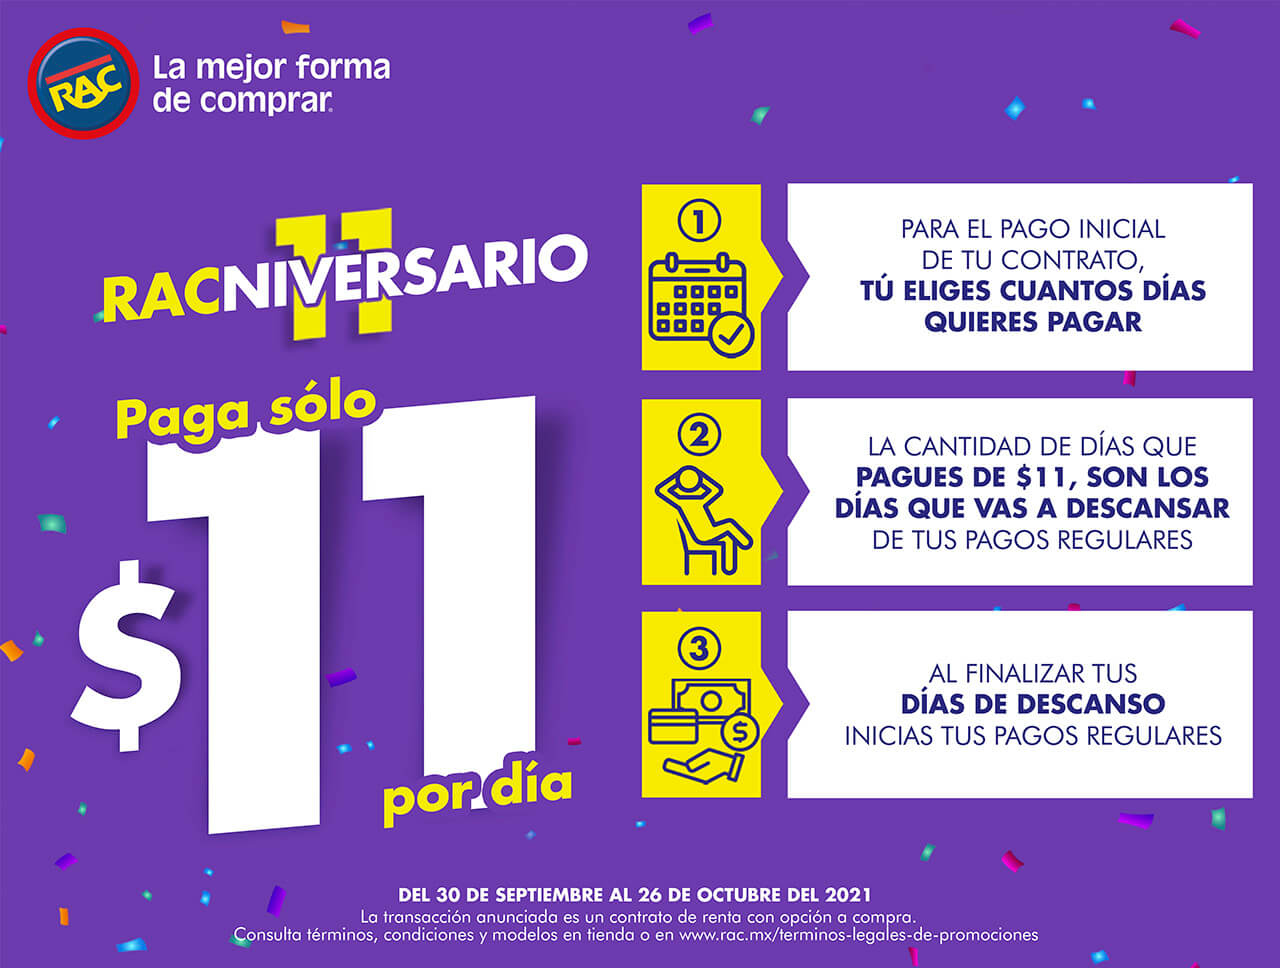 RAC
La mejor forma
de comprar.
11
RACNIVERSARIO
Paga sólo
$11
por día
1
PARA EL PAGO INICIAL
DE TU CONTRATO,
TÚ ELIGES CUANTOS DÍAS
QUIERES PAGAR
2
LA CANTIDAD DE DÍAS QUE
PAGUES DE $11, SON LOS
DÍAS QUE VAS A DESCANSAR
DE TUS PAGOS REGULARES
3
$
AL FINALIZAR TUS
DÍAS DE DESCANSO
INICIAS TUS PAGOS REGULARES
DEL 30 DE SEPTIEMBRE AL 26 DE OCTUBRE DEL 2021
La transacción anunciada es un contrato de renta con opción a compra.
Consulta términos, condiciones y modelos en tienda o en www.rac.mx/terminos-legales-de-promociones